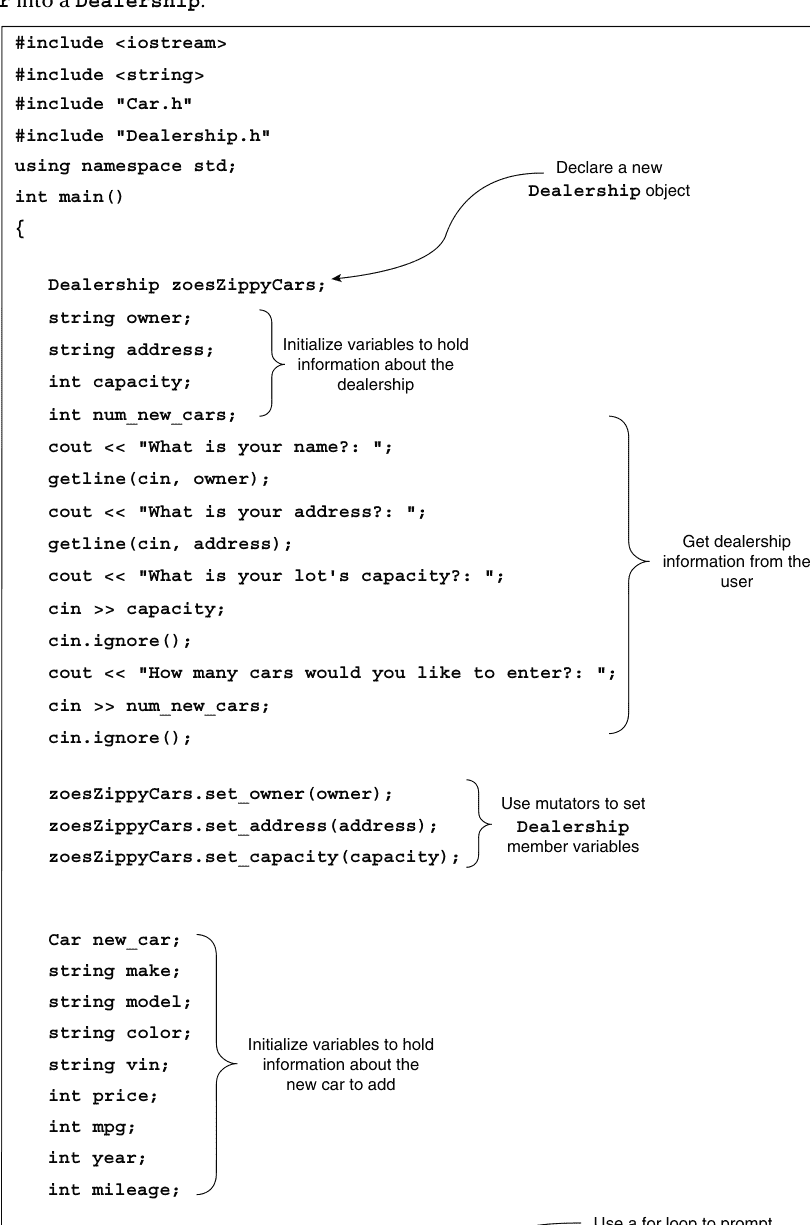 r into a Dealership.
#include <iostream>
#include <string>
#include "Car.h"
#include "Dealership.h"
using namespace std;
int main()
{
Declare a new
Dealership object
Dealership zoesZippyCars;
string owner;
string address;
int capacity;
int num_new_cars;
Initialize variables to hold
information about the
dealership
cout << "What is your name?: ";
getline(cin, owner);
cout << "What is your address?: ";
getline(cin, address);
cout << "What is your lot's capacity?: ";
cin >> capacity;
cin.ignore();
cout << "How many cars would you like to enter?: ";
cin >> num_new_cars;
cin.ignore();
Get dealership
information from the
user
zoesZippyCars.set_owner(owner);
zoesZippyCars.set_address(address);
zoesZippyCars.set_capacity(capacity);
Use mutators to set
Dealership
member variables
Car new_car;
string make;
string model;
string color;
string vin;
int price;
int mpg;
int year;
int mileage;
Initialize variables to hold
information about the
new car to add
Use a for loop to prompt